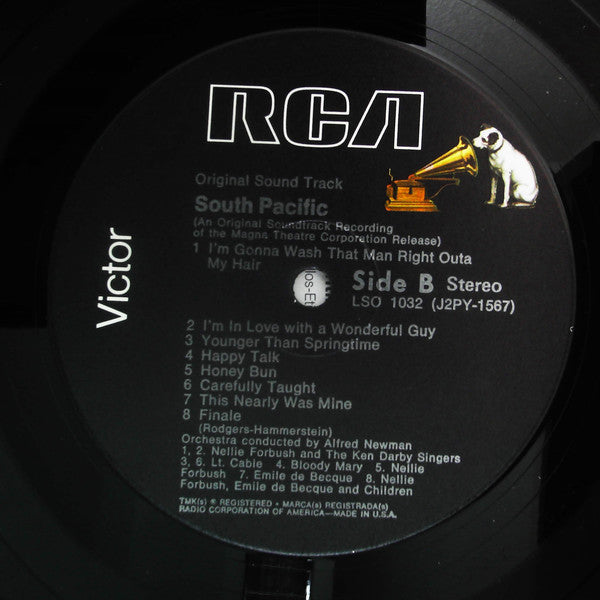 RCA
Original Sound Track
South Pacific
(An Original Soundtrack Recording
of the Magna Theatre Corporation Release)
1 I'm Gonna Wash That Man Right Outa
My Hair
Side B Stereo
LSO 1032 (J2PY-1567)
Victor
2 I'm In Love with a Wonderful Guy
3 Younger Than Springtime
4 Happy Talk
5 Honey Bun
6 Carefully Taught
7 This Nearly Was Mine
8 Finale
(Rodgers-Hammerstein)
Orchestra conducted by Alfred Newman
1, 2. Nellie Forbush and The Ken Darby Singers
3, 6. Lt. Cable 4. Bloody Mary 5. Nellie
Forbush 7. Emile de Becque 8. Nellie
Forbush, Emile de Becque and Children
TMK(s) ® REGISTERED • MARCA(s) REGISTRADA(s)
RADIO CORPORATION OF AMERICA—MADE IN U.S.A.